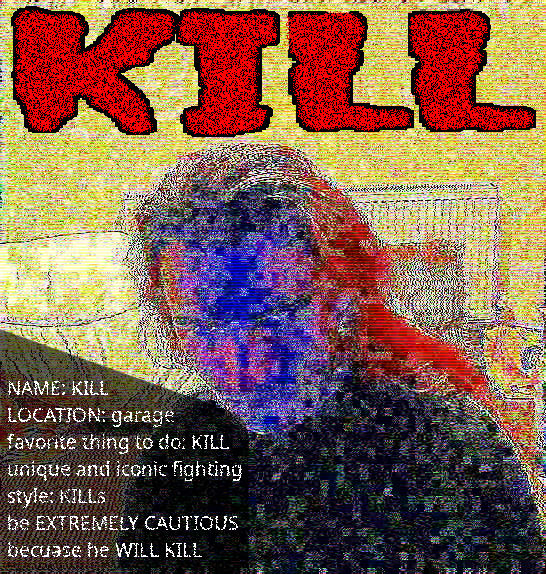 KILL
NAME: KILL
LOCATION: garage
favorite thing to do: KILL
unique and iconic fighting
style: KILLs
be EXTREMELY CAUTIOUS
becuase he WILL KILL